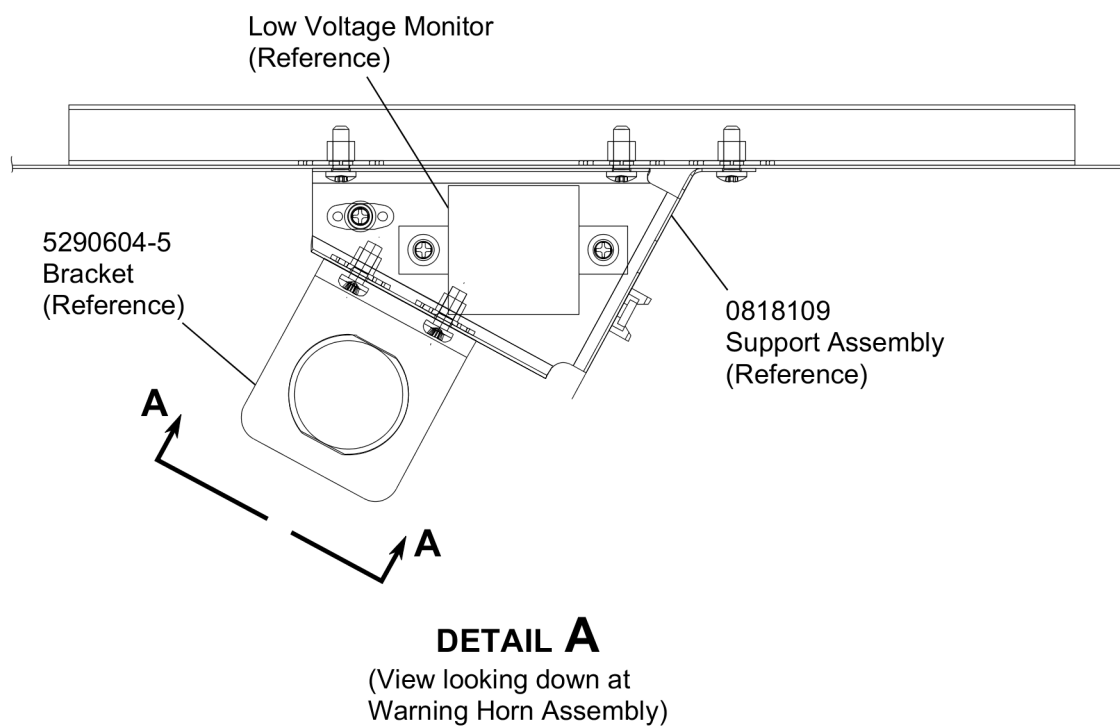 Low Voltage Monitor
(Reference)
5290604-5
Bracket
(Reference)
0818109
Support Assembly
(Reference)
A
A
DETAIL A
(View looking down at
Warning Horn Assembly)